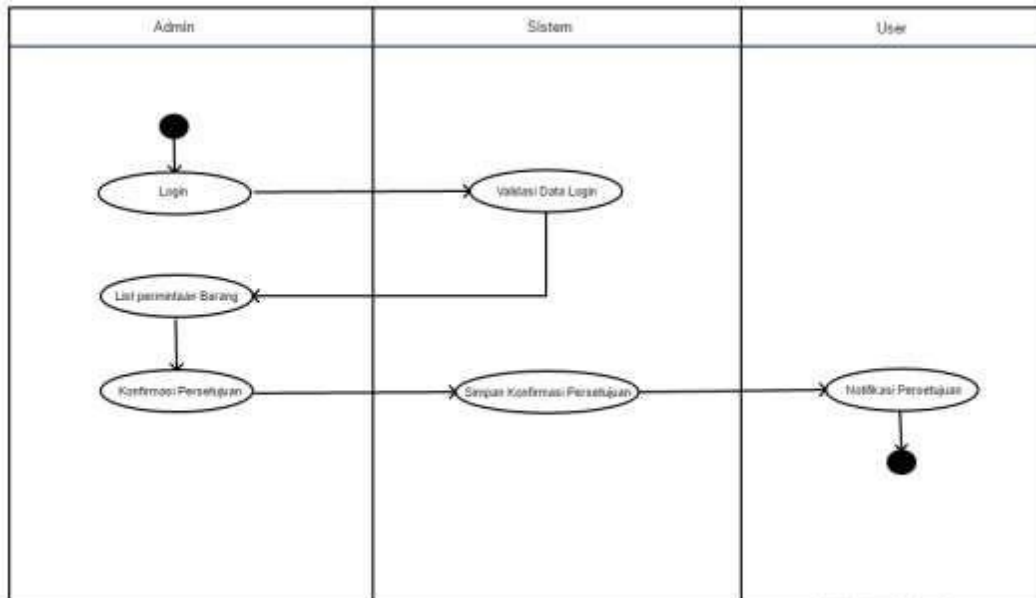 Admin
Sistem
User
Login
Validasi Data Login
List permintaan Barang
Konfirmasi Persetujuan
Simpan Konfirmasi Persetujuan
Notifikasi Persetujuan